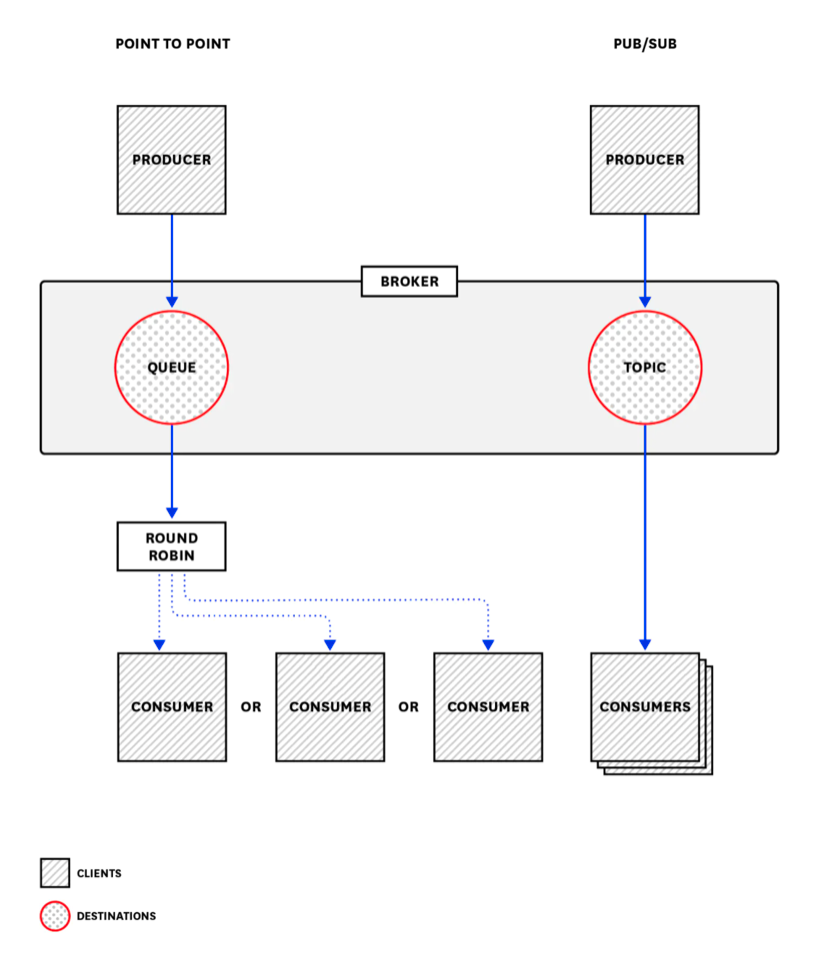 POINT TO POINT
PUB/SUB
PRODUCER
PRODUCER
BROKER
QUEUE
TOPIC
ROUND
ROBIN
CONSUMER
OR
CONSUMER
OR
CONSUMER
CONSUMERS
CLIENTS
DESTINATIONS